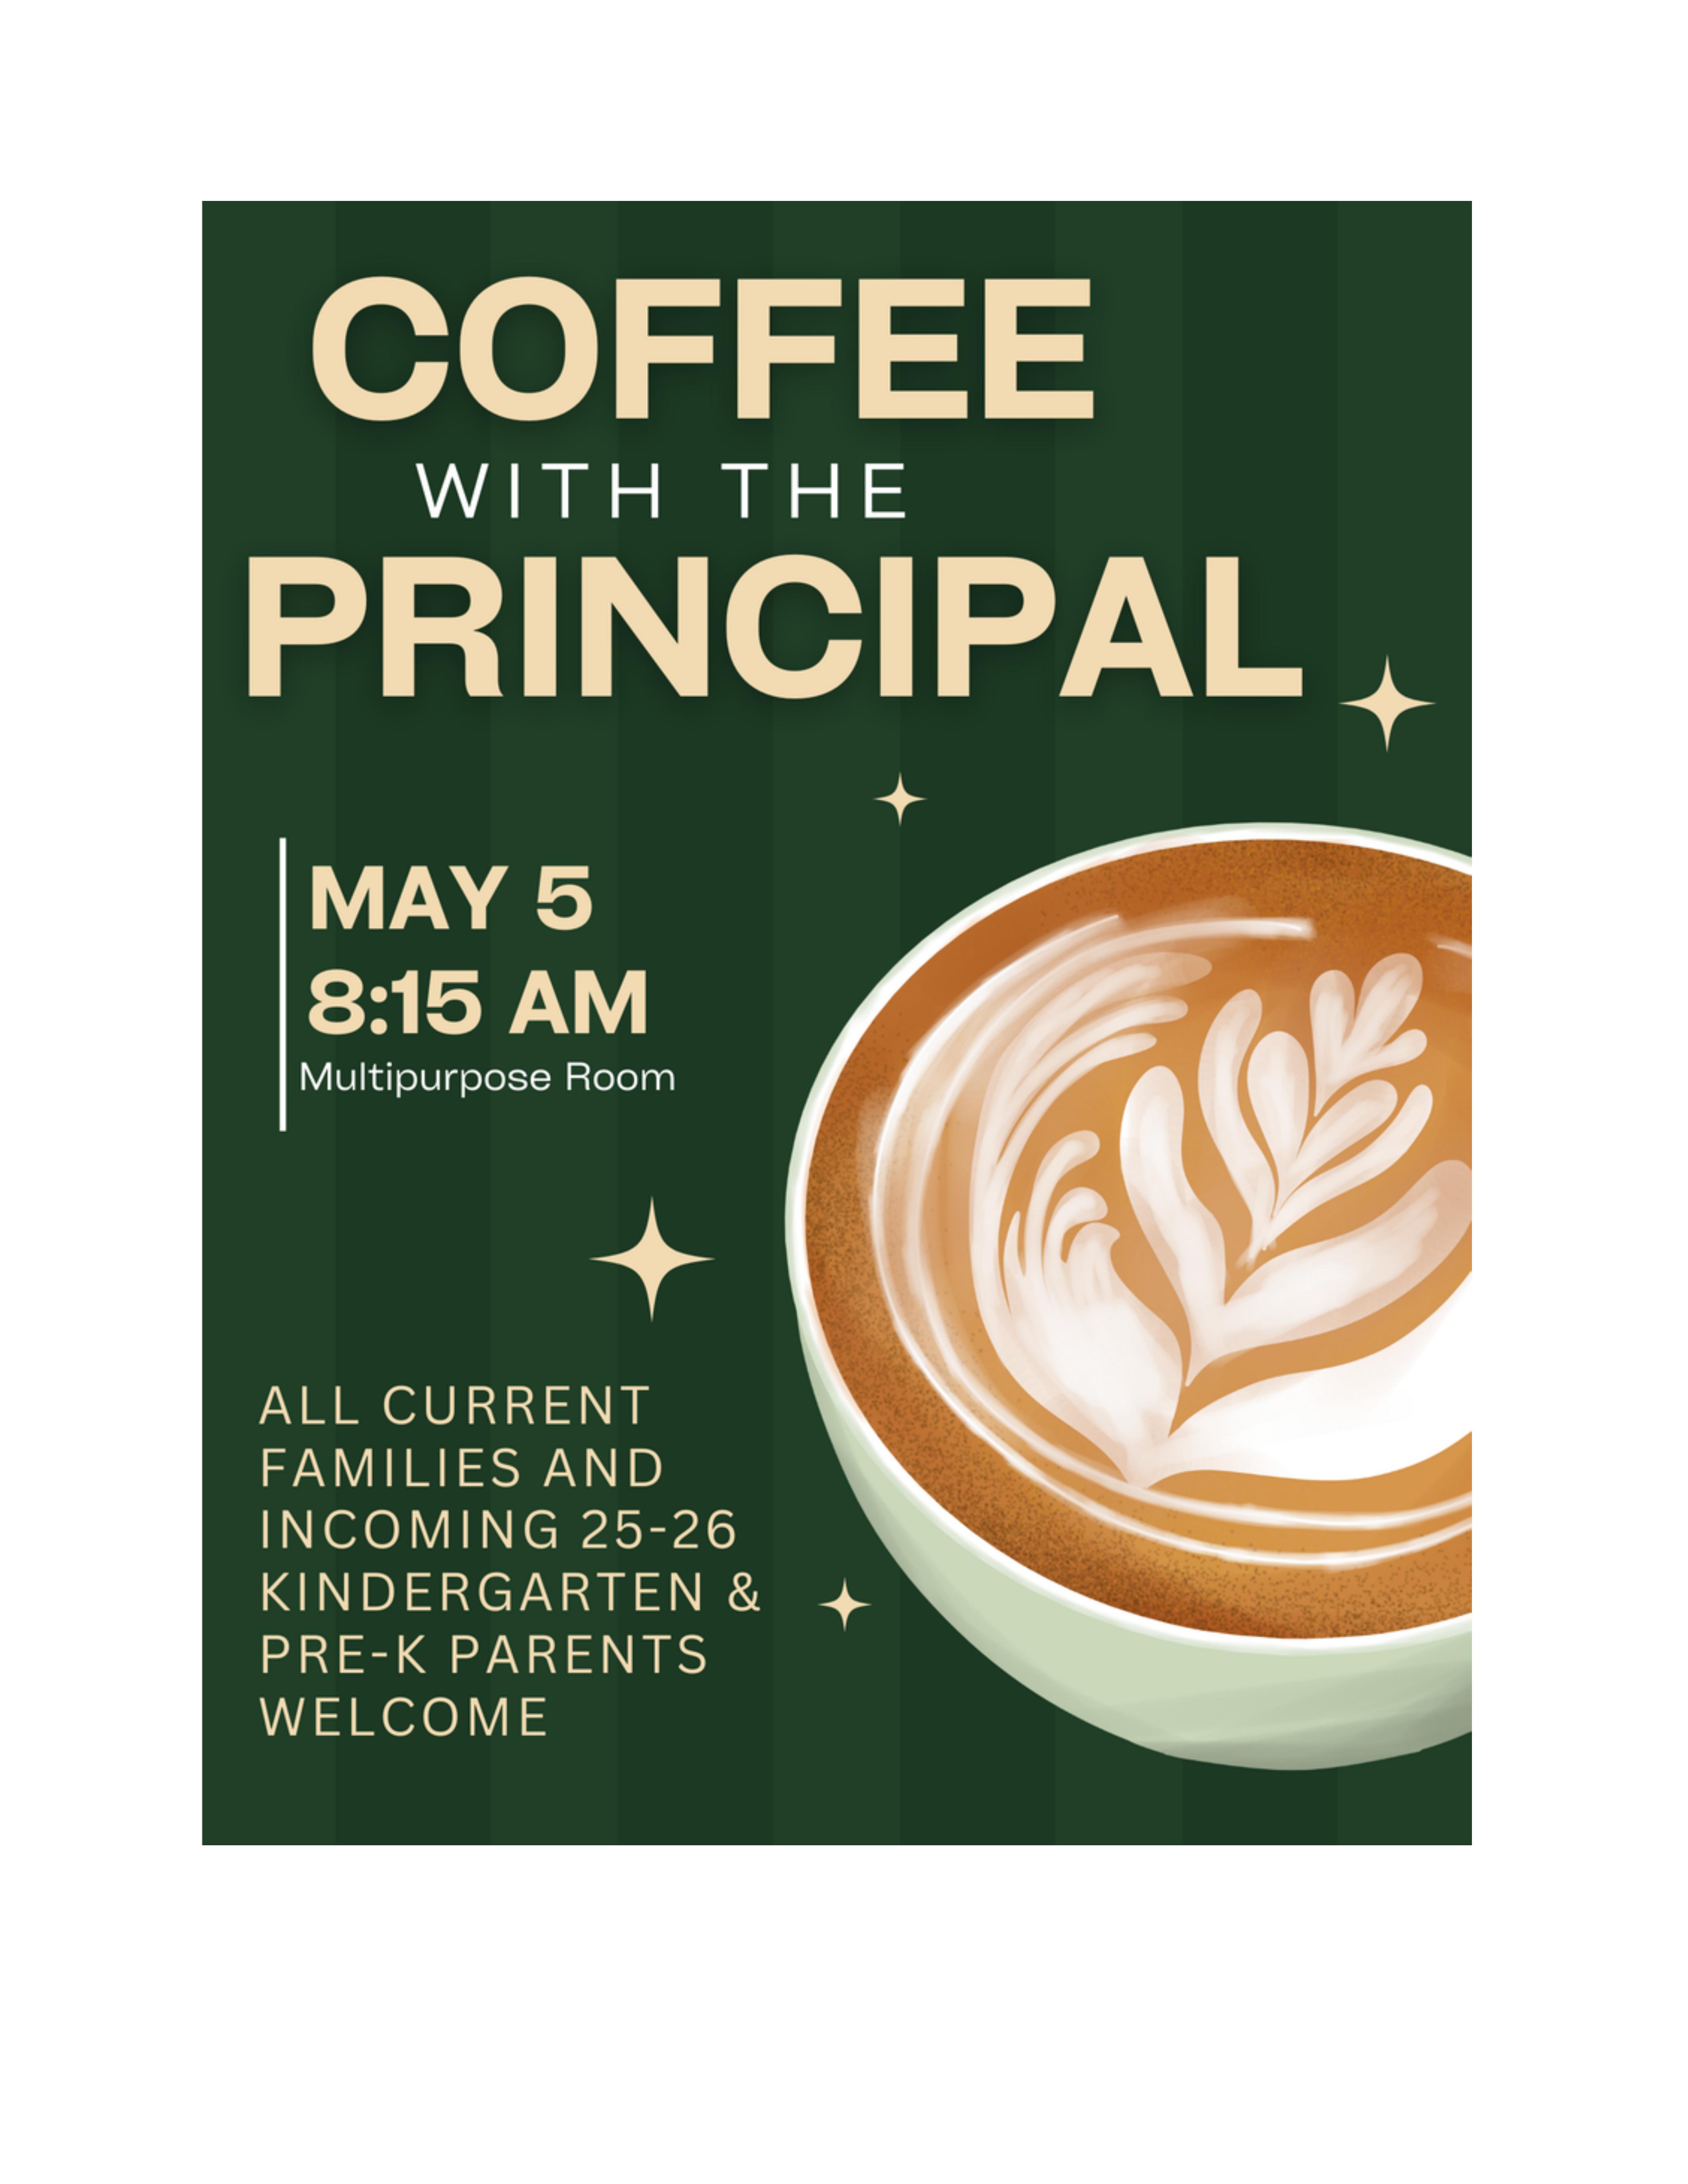 COFFEE
WITH THE
PRINCIPAL
MAY 5
8:15 AM
Multipurpose Room
ALL CURRENT
FAMILIES AND
INCOMING 25-26
KINDERGARTEN &
PRE-K PARENTS
WELCOME